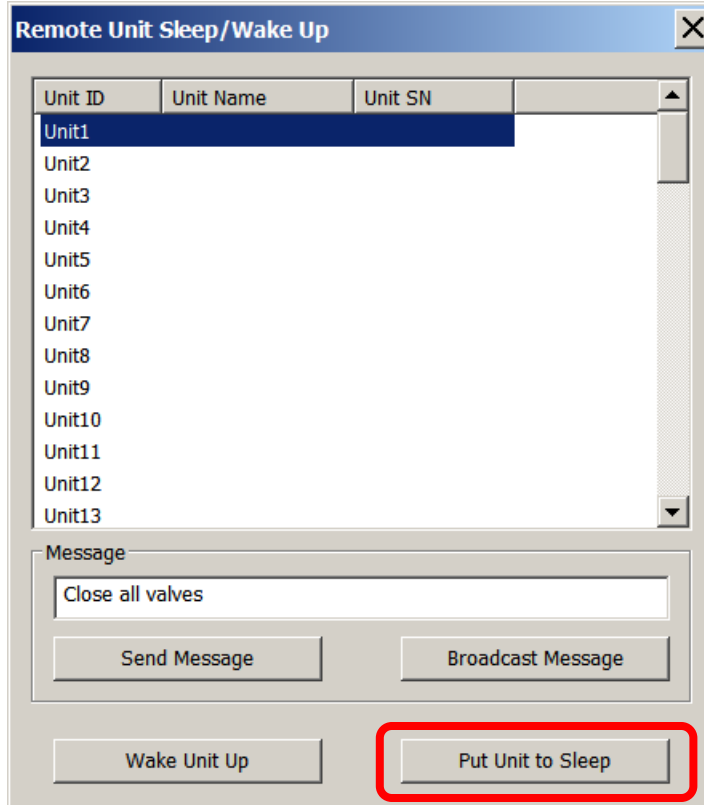 Remote Unit Sleep/Wake Up
Unit ID Unit Name Unit SN
Unit1
Unit2
Unit3
Unit4
Unit5
Unit6
Unit7
Unit8
Unit9
Unit10
Unit11
Unit12
Unit13
Message
Close all valves
Send Message Broadcast Message
Wake Unit Up Put Unit to Sleep